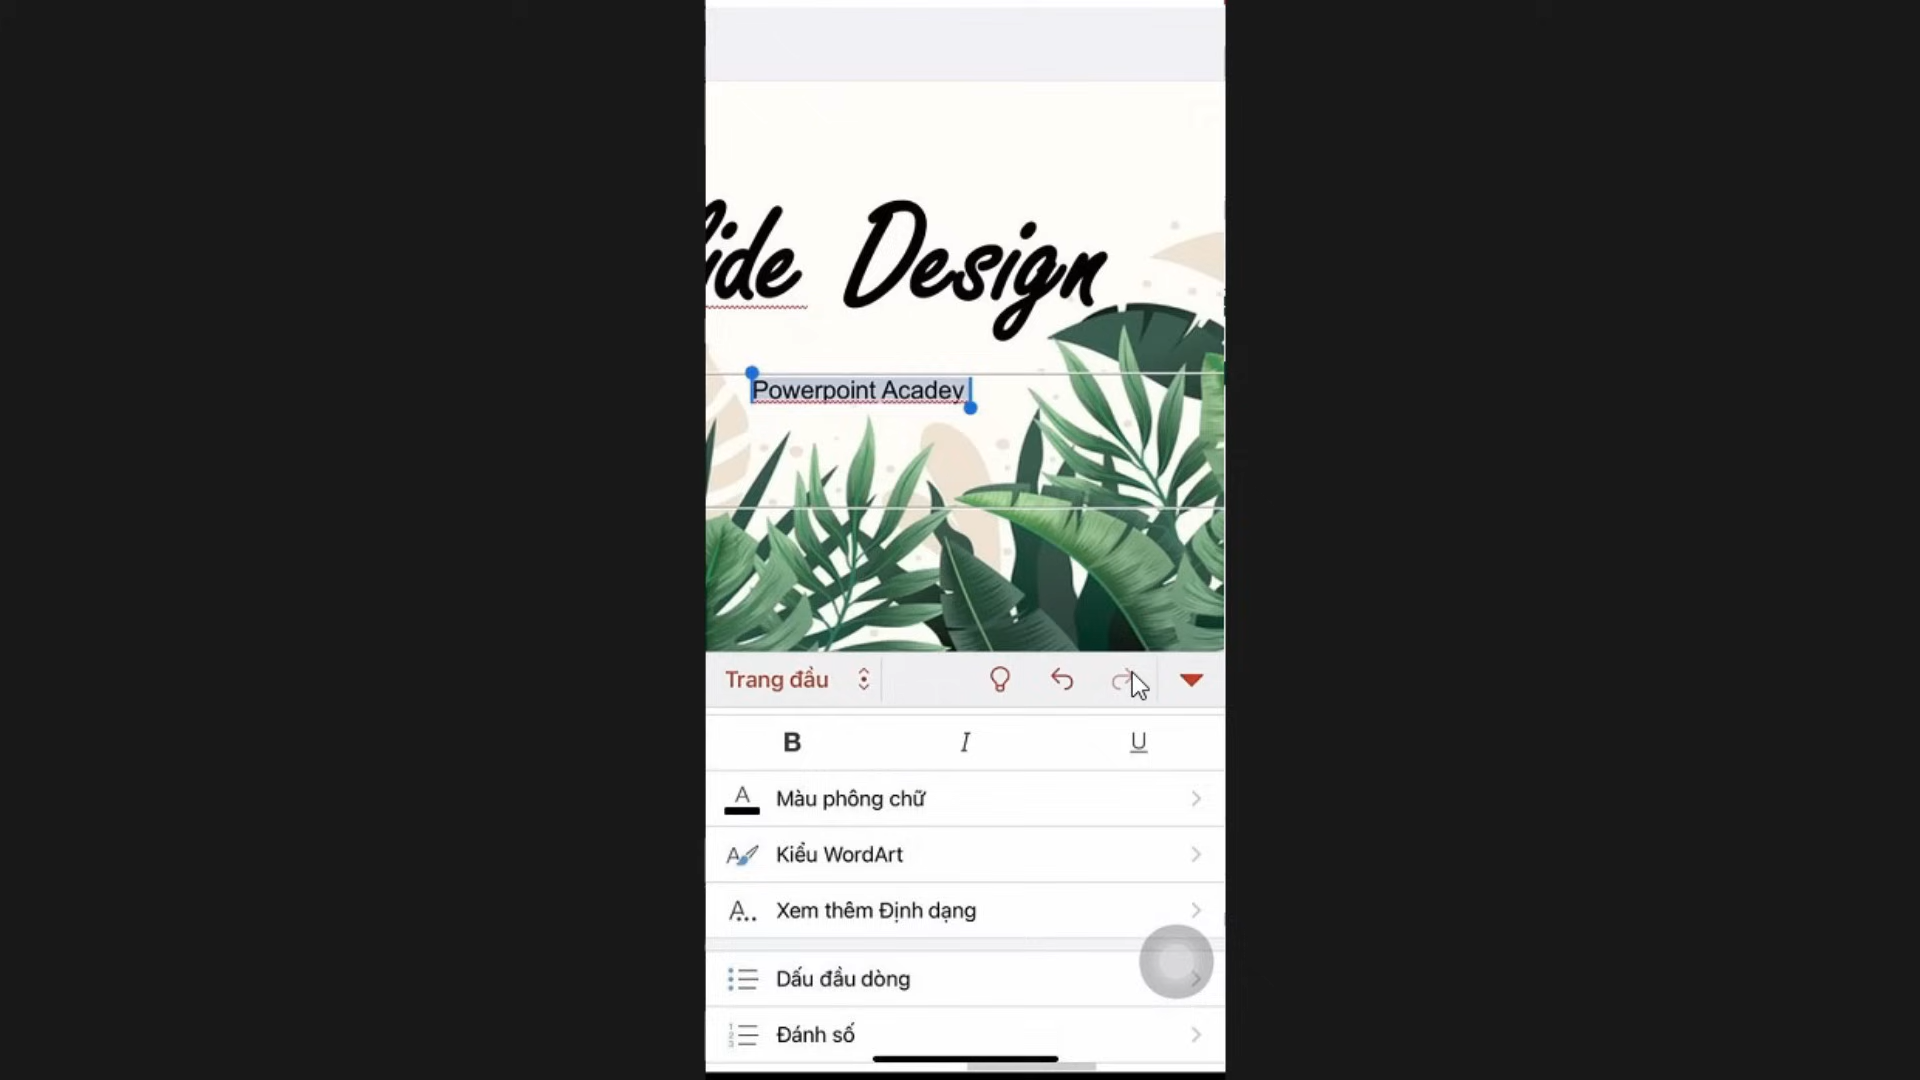 ide Design
Powerpoint Acadey
Trang đầu
B I U
A Màu phông chữ
A Kiểu WordArt
A.. Xem thêm Định dạng
Dấu đầu dòng
Đánh số